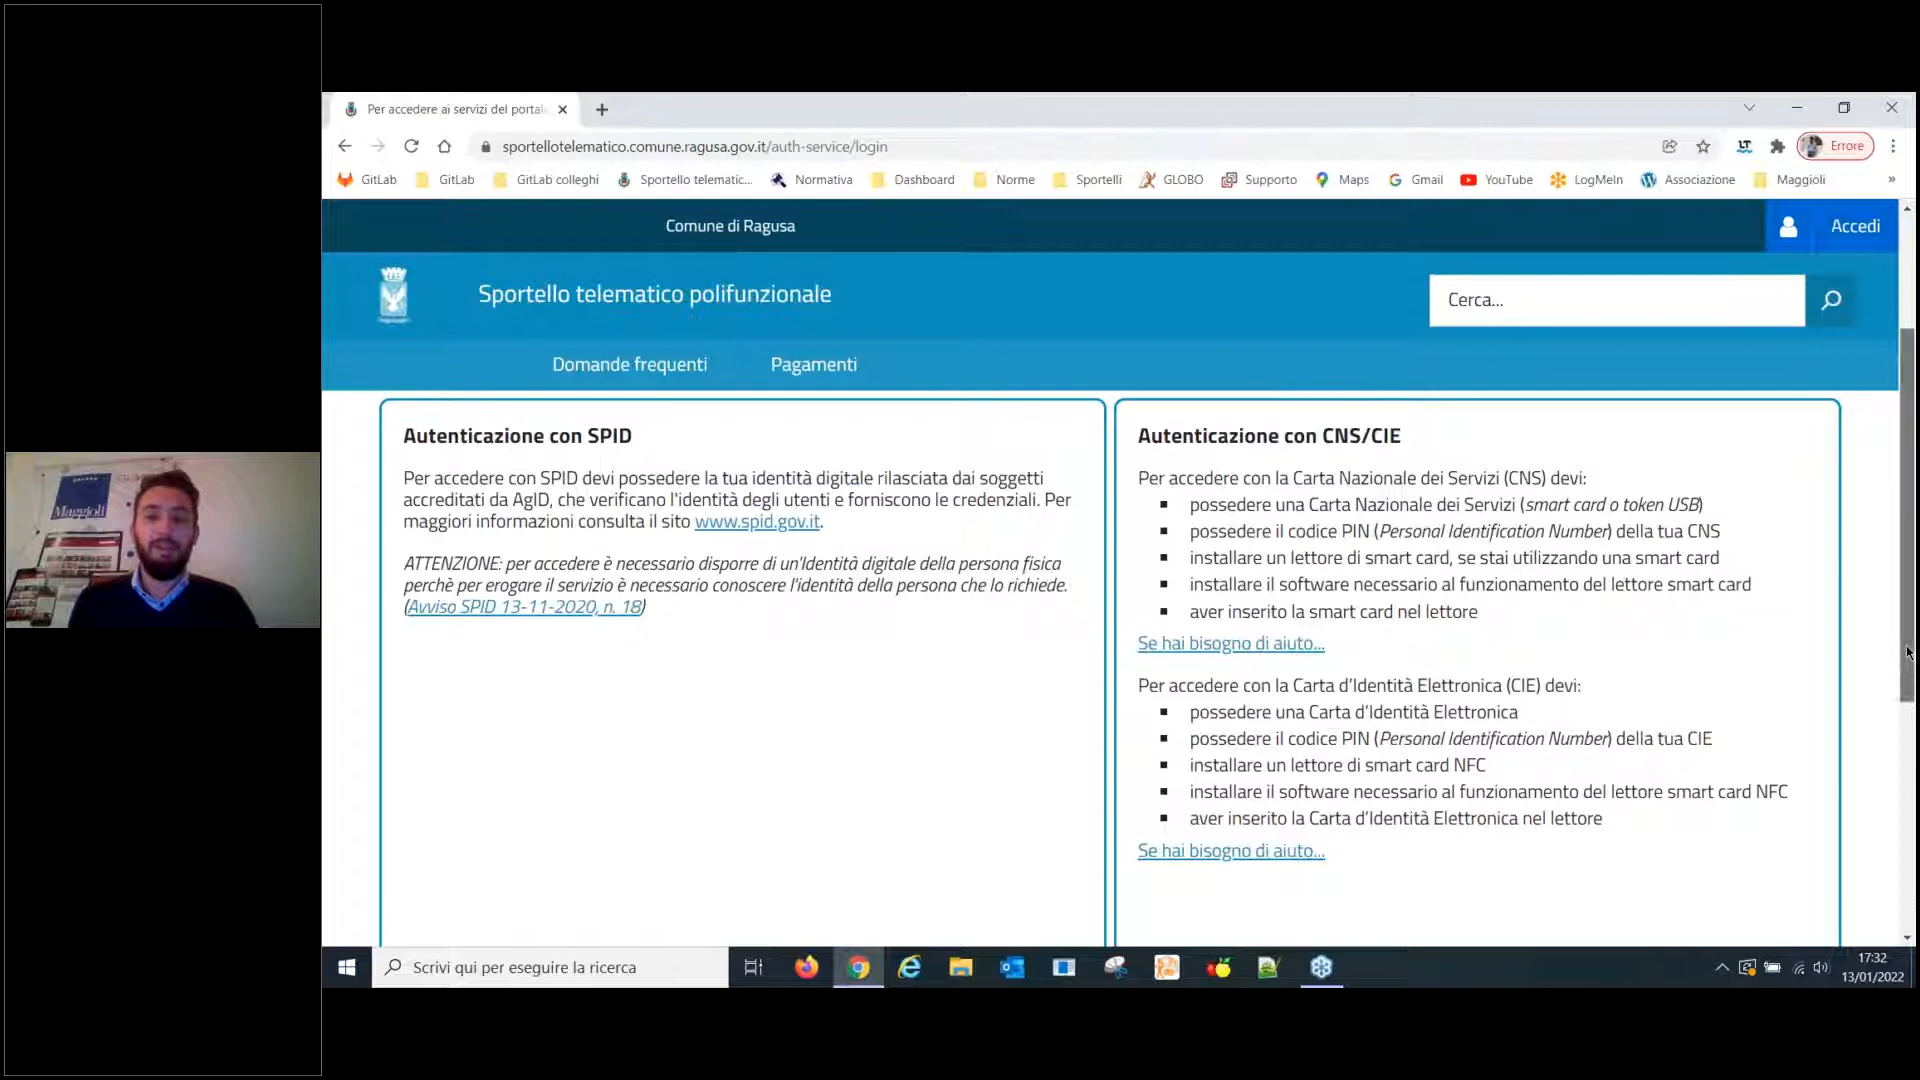 Maggioli
Per accedere ai servizi del portal
sportellotelematico.comune.ragusa.gov.it/auth-service/login
Errore
GitLab GitLab GitLab colleghi Sportello telematic... Normativa Dashboard Norme Sportelli GLOBO Supporto Maps Gmail YouTube LogMeIn Associazione Maggioli »
Comune di Ragusa
Accedi
Sportello telematico polifunzionale
Cerca...
Domande frequenti Pagamenti
Autenticazione con SPID
Per accedere con SPID devi possedere la tua identità digitale rilasciata dai soggetti
accreditati da AgID, che verificano l'identità degli utenti e forniscono le credenziali. Per
maggiori informazioni consulta il sito www.spid.gov.it.
ATTENZIONE: per accedere è necessario disporre di un'Identità digitale della persona fisica
perchè per erogare il servizio è necessario conoscere l'identità della persona che lo richiede.
(Avviso SPID 13-11-2020, n. 18)
Autenticazione con CNS/CIE
Per accedere con la Carta Nazionale dei Servizi (CNS) devi:
possedere una Carta Nazionale dei Servizi (smart card o token USB)
possedere il codice PIN (Personal Identification Number) della tua CNS
installare un lettore di smart card, se stai utilizzando una smart card
installare il software necessario al funzionamento del lettore smart card
aver inserito la smart card nel lettore
Se hai bisogno di aiuto...
Per accedere con la Carta d'Identità Elettronica (CIE) devi:
possedere una Carta d'Identità Elettronica
possedere il codice PIN (Personal Identification Number) della tua CIE
installare un lettore di smart card NFC
installare il software necessario al funzionamento del lettore smart card NFC
aver inserito la Carta d'Identità Elettronica nel lettore
Se hai bisogno di aiuto...
Scrivi qui per eseguire la ricerca
17:32
13/01/2022